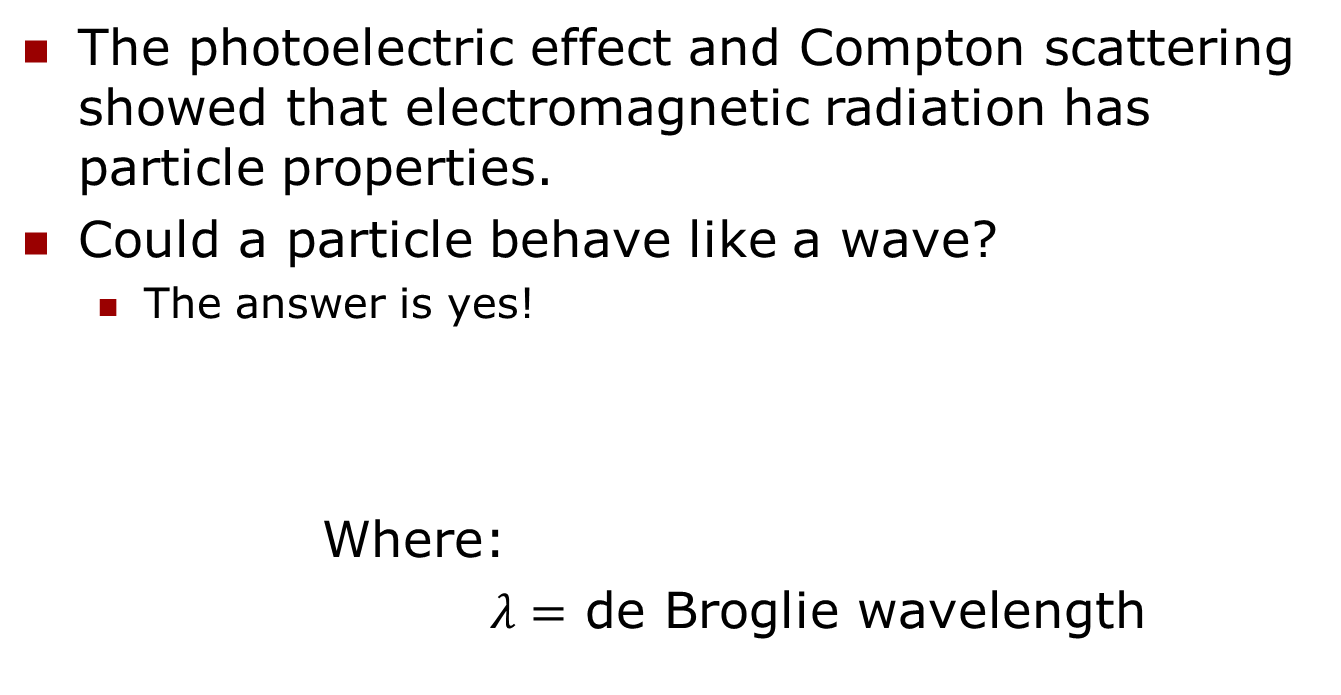 The photoelectric effect and Compton scattering
showed that electromagnetic radiation has
particle properties.
Could a particle behave like a wave?
The answer is yes!
Where:
λ = de Broglie wavelength